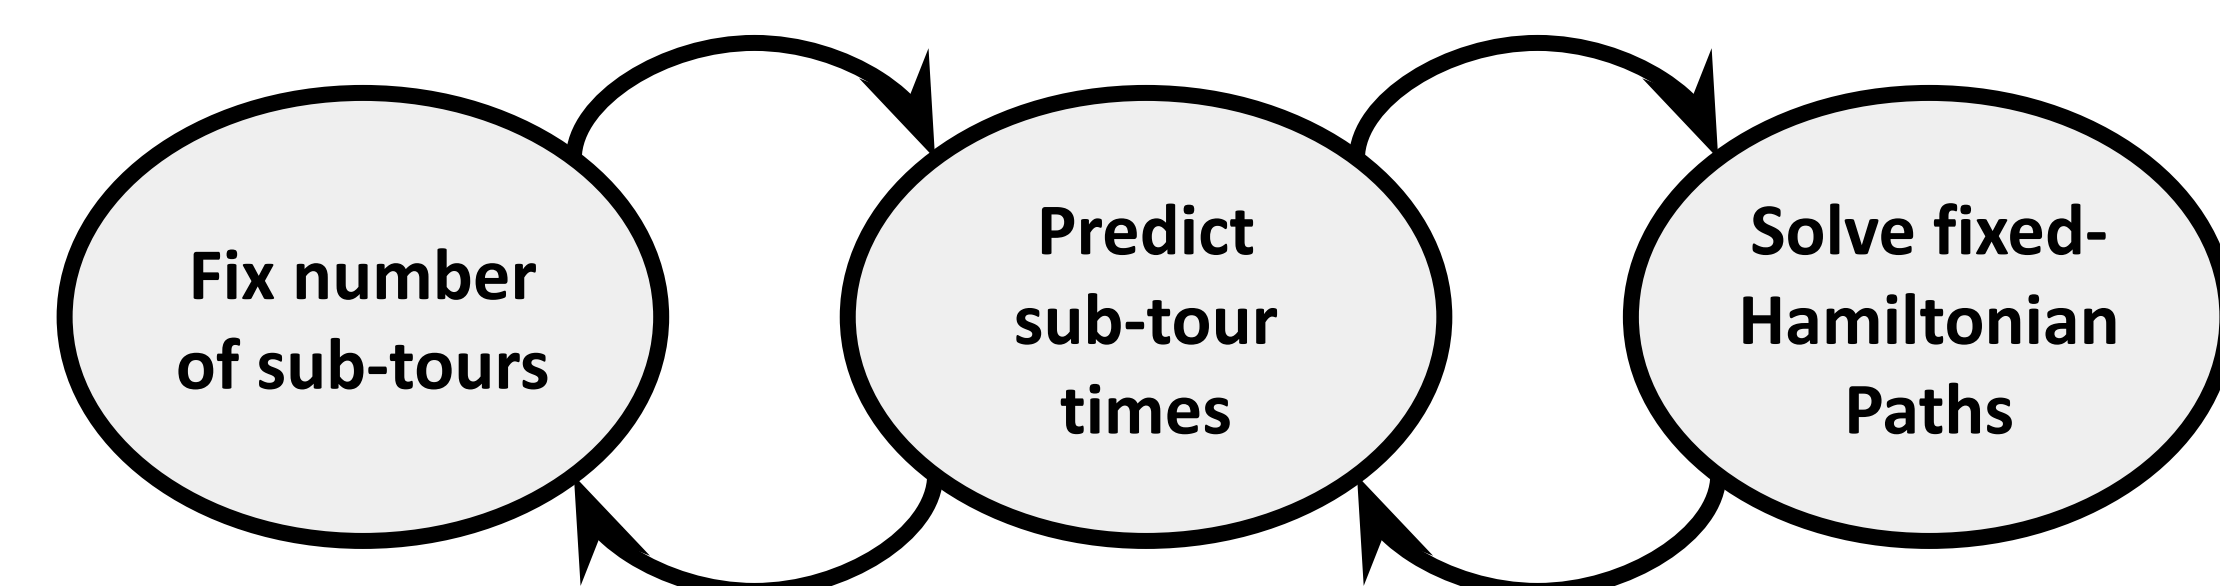 Fix number
of sub-tours
Predict
sub-tour
times
Solve fixed-
Hamiltonian
Paths